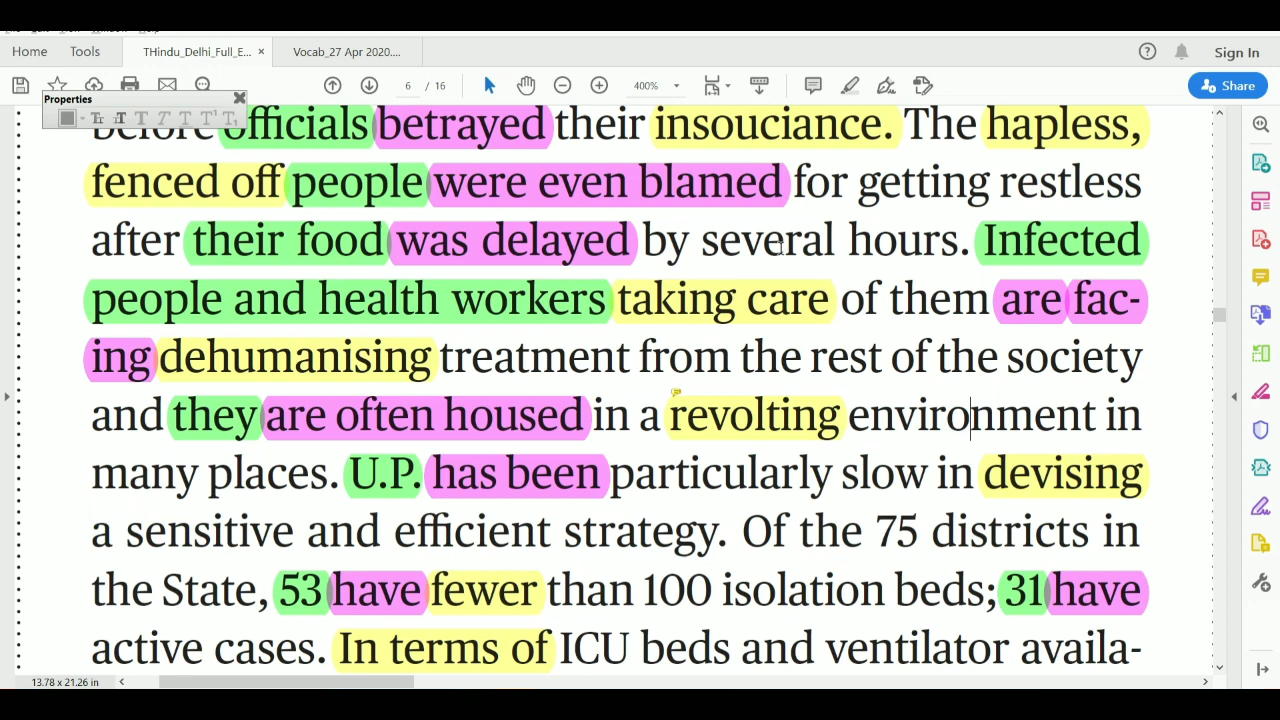 Home Tools THindu_Delhi_Full_E... × Vocab_27 Apr 2020.... Sign In
6 / 16 400% Share
Properties
before officials betrayed their insouciance. The hapless,
fenced off people were even blamed for getting restless
after their food was delayed by several hours. Infected
people and health workers taking care of them are fac-
ing dehumanising treatment from the rest of the society
and they are often housed in a revolting environment in
many places. U.P. has been particularly slow in devising
a sensitive and efficient strategy. Of the 75 districts in
the State, 53 have fewer than 100 isolation beds; 31 have
active cases. In terms of ICU beds and ventilator availa-
13.78 x 21.26 in